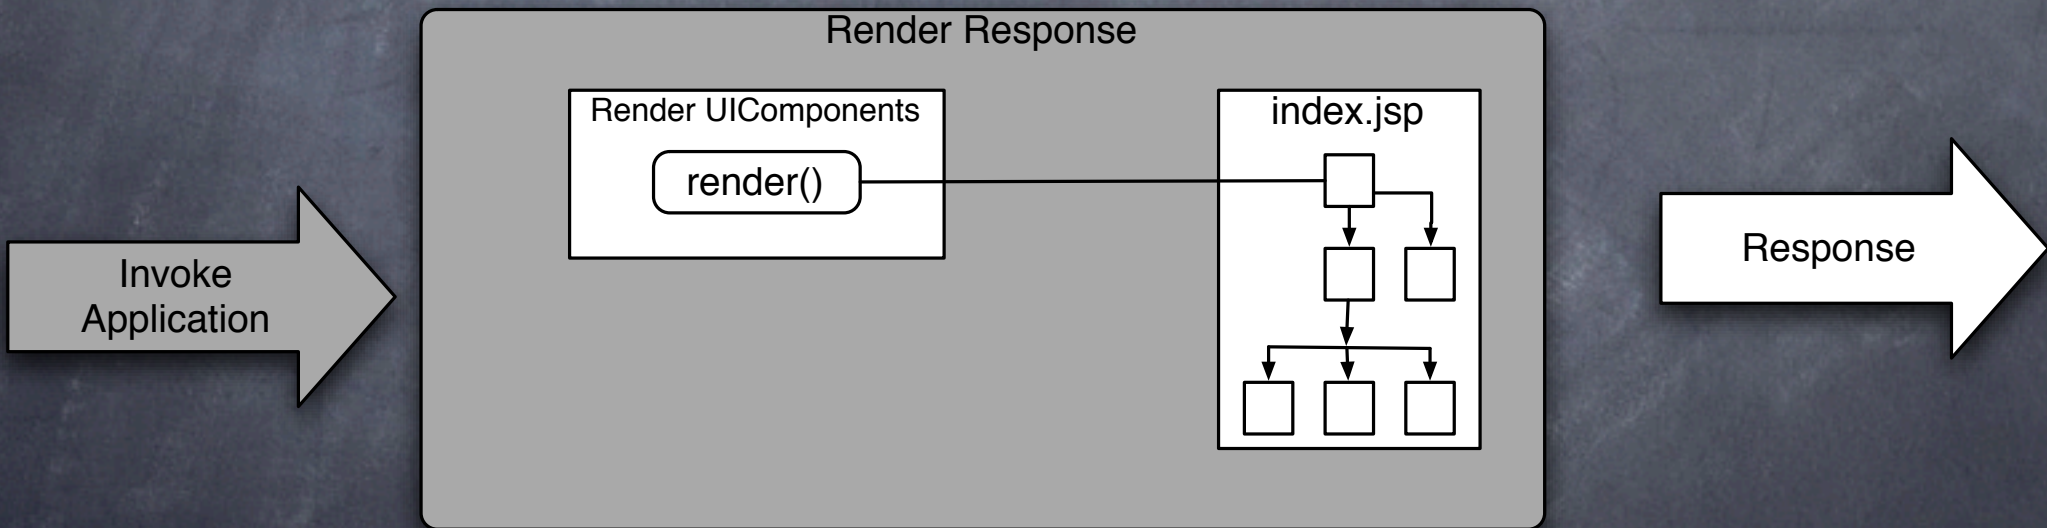 Render Response
Render UIComponents
render()
index.jsp
Invoke
Application
Response